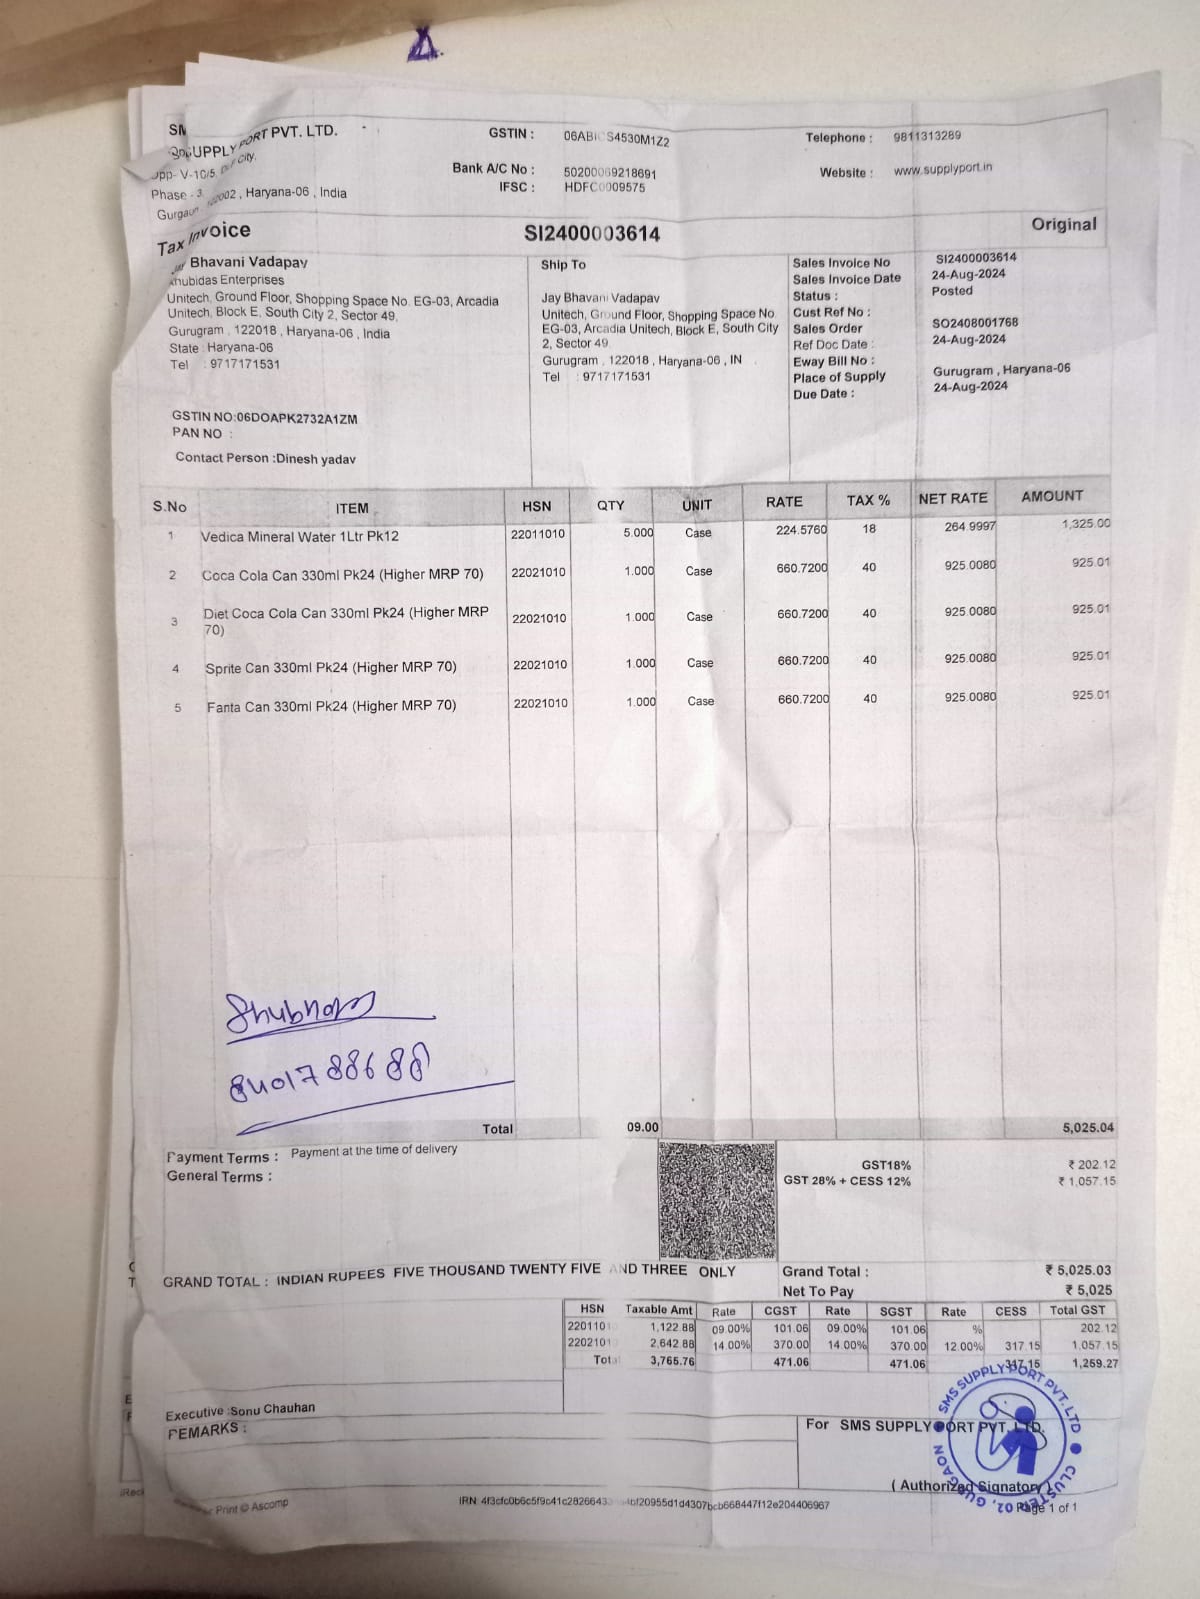 PORT PVT. LTD.
SUPPLY
Phase - 3, Haryana-06 , India
GSTIN :
Bank A/C No : 50200069218691
IFSC : HDFC0009575
Telephone : 9811313289
Website : www.supplyport.in
Tax Invoice
SI2400003614
Original
Bhavani Vadapav
Enterprises
Unitech, Ground Floor, Shopping Space No. EG-03, Arcadia
Unitech, Block E, South City 2, Sector 49,
Gurugram , 122018 , Haryana-06 , India
State : Haryana-06
Tel : 9717171531
GSTIN NO:06DOAPK2732A1ZM
PAN NO :
Contact Person :Dinesh yadav
Ship To
Jay Bhavani Vadapav
Unitech, Ground Floor, Shopping Space No.
EG-03, Arcadia Unitech, Block E, South City
2, Sector 49,
Gurugram , 122018 , Haryana-06 , IN
Tel : 9717171531
Sales Invoice No SI2400003614
Sales Invoice Date 24-Aug-2024
Status : Posted
Cust Ref No :
Sales Order SO2408001768
Ref Doc Date : 24-Aug-2024
Eway Bill No :
Place of Supply Gurugram , Haryana-06
Due Date : 24-Aug-2024
S.No ITEM HSN QTY UNIT RATE TAX % NET RATE AMOUNT
1 Vedica Mineral Water 1Ltr Pk12 22011010 5.000 Case 224.5760 18 264.9997 1,325.00
2 Coca Cola Can 330ml Pk24 (Higher MRP 70) 22021010 1.000 Case 660.7200 40 925.0080 925.01
3 Diet Coca Cola Can 330ml Pk24 (Higher MRP
70) 22021010 1.000 Case 660.7200 40 925.0080 925.01
4 Sprite Can 330ml Pk24 (Higher MRP 70) 22021010 1.000 Case 660.7200 40 925.0080 925.01
5 Fanta Can 330ml Pk24 (Higher MRP 70) 22021010 1.000 Case 660.7200 40 925.0080 925.01
Shubham
8401788688
Total 09.00 5,025.04
Payment Terms : Payment at the time of delivery
General Terms :
GST18% ₹ 202.12
GST 28% + CESS 12% ₹ 1,057.15
GRAND TOTAL : INDIAN RUPEES FIVE THOUSAND TWENTY FIVE AND THREE ONLY
Grand Total : ₹ 5,025.03
Net To Pay ₹ 5,025
HSN Taxable Amt Rate CGST Rate SGST Rate CESS Total GST
2201101 1,122.88 09.00% 101.06 09.00% 101.06 % 202.12
2202101 2,642.88 14.00% 370.00 14.00% 370.00 12.00% 317.15 1,057.15
Total 3,765.76 471.06 471.06 317.15 1,259.27
Executive :Sonu Chauhan
REMARKS :
For SMS SUPPLYPORT PVT. LTD.
SMS SUPPLYPORT PVT. LTD CLUSTER 02, GURGAON
( Authorized Signatory )
Print © Ascomp
Page 1 of 1